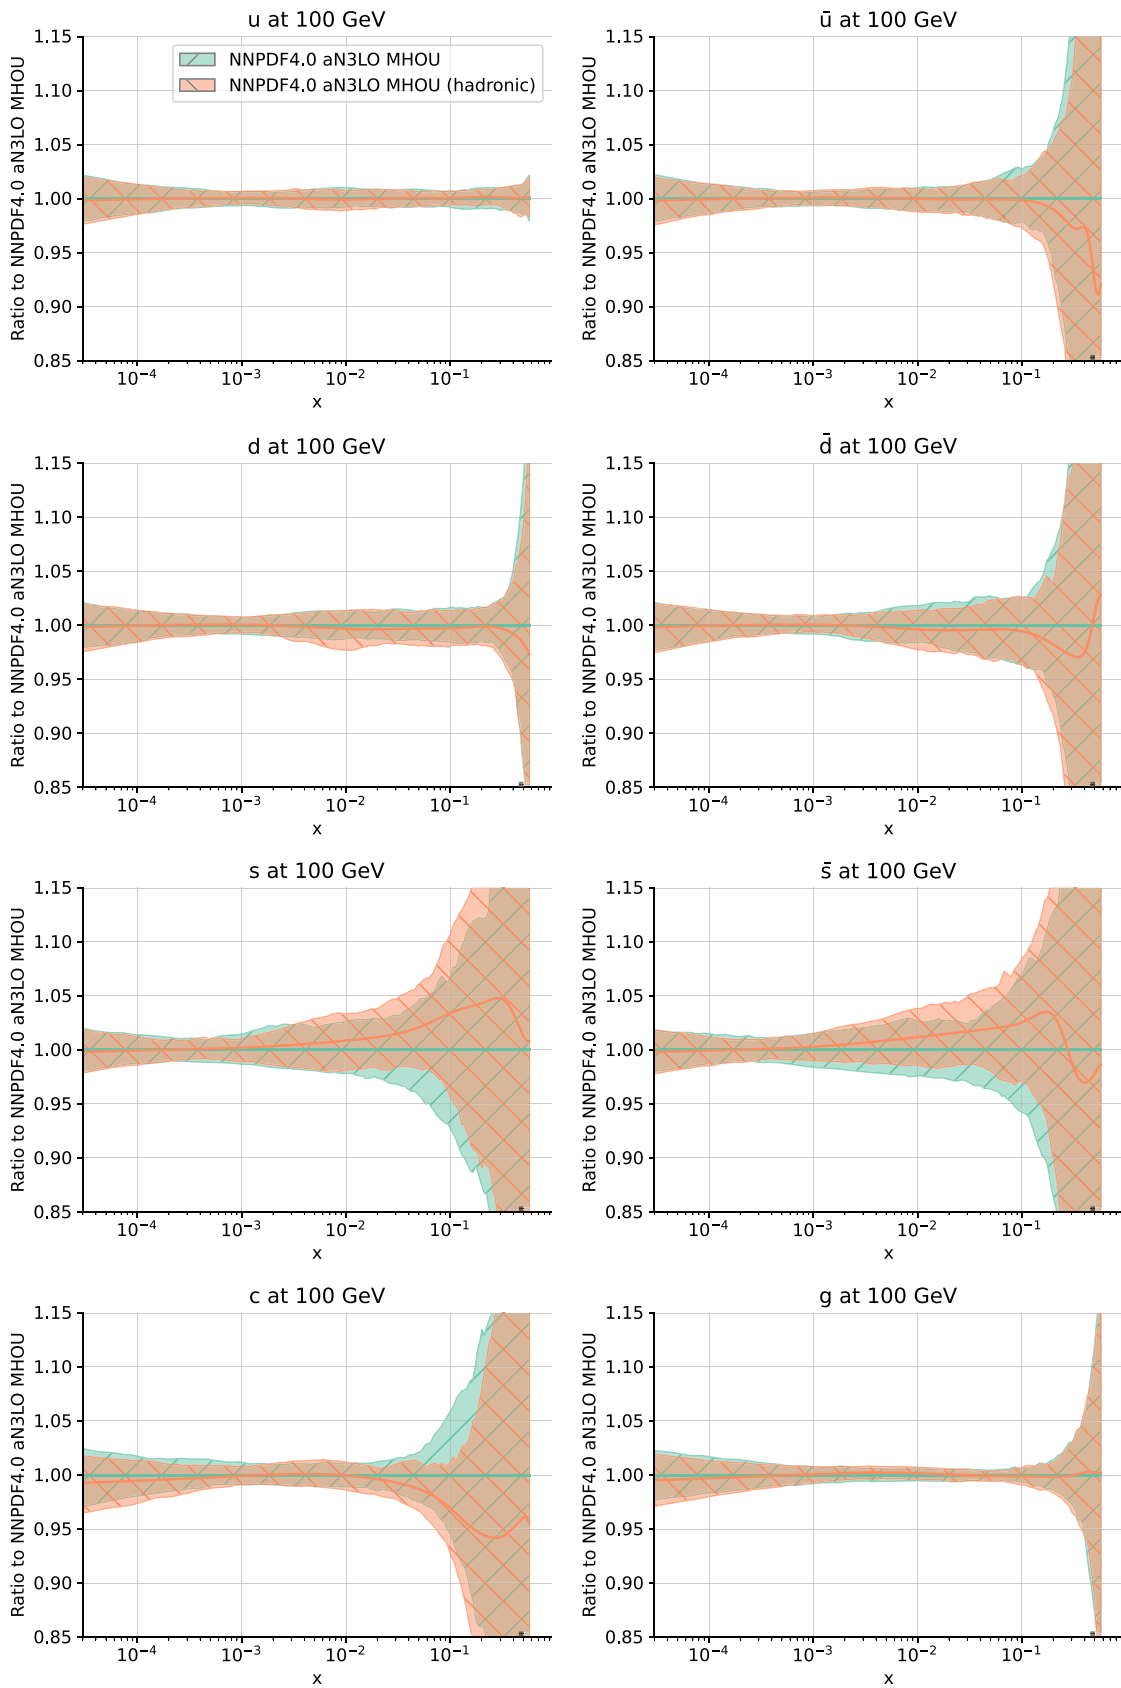 u at 100 GeV
Ratio to NNPDF4.0 aN3LO MHOU
1.15
1.10
1.05
1.00
0.95
0.90
0.85
NNPDF4.0 aN3LO MHOU
NNPDF4.0 aN3LO MHOU (hadronic)
10⁻⁴ 10⁻³ 10⁻² 10⁻¹
x
ū at 100 GeV
Ratio to NNPDF4.0 aN3LO MHOU
1.15
1.10
1.05
1.00
0.95
0.90
0.85
10⁻⁴ 10⁻³ 10⁻² 10⁻¹
x
d at 100 GeV
Ratio to NNPDF4.0 aN3LO MHOU
1.15
1.10
1.05
1.00
0.95
0.90
0.85
10⁻⁴ 10⁻³ 10⁻² 10⁻¹
x
d̄ at 100 GeV
Ratio to NNPDF4.0 aN3LO MHOU
1.15
1.10
1.05
1.00
0.95
0.90
0.85
10⁻⁴ 10⁻³ 10⁻² 10⁻¹
x
s at 100 GeV
Ratio to NNPDF4.0 aN3LO MHOU
1.15
1.10
1.05
1.00
0.95
0.90
0.85
10⁻⁴ 10⁻³ 10⁻² 10⁻¹
x
s̄ at 100 GeV
Ratio to NNPDF4.0 aN3LO MHOU
1.15
1.10
1.05
1.00
0.95
0.90
0.85
10⁻⁴ 10⁻³ 10⁻² 10⁻¹
x
c at 100 GeV
Ratio to NNPDF4.0 aN3LO MHOU
1.15
1.10
1.05
1.00
0.95
0.90
0.85
10⁻⁴ 10⁻³ 10⁻² 10⁻¹
x
g at 100 GeV
Ratio to NNPDF4.0 aN3LO MHOU
1.15
1.10
1.05
1.00
0.95
0.90
0.85
10⁻⁴ 10⁻³ 10⁻² 10⁻¹
x